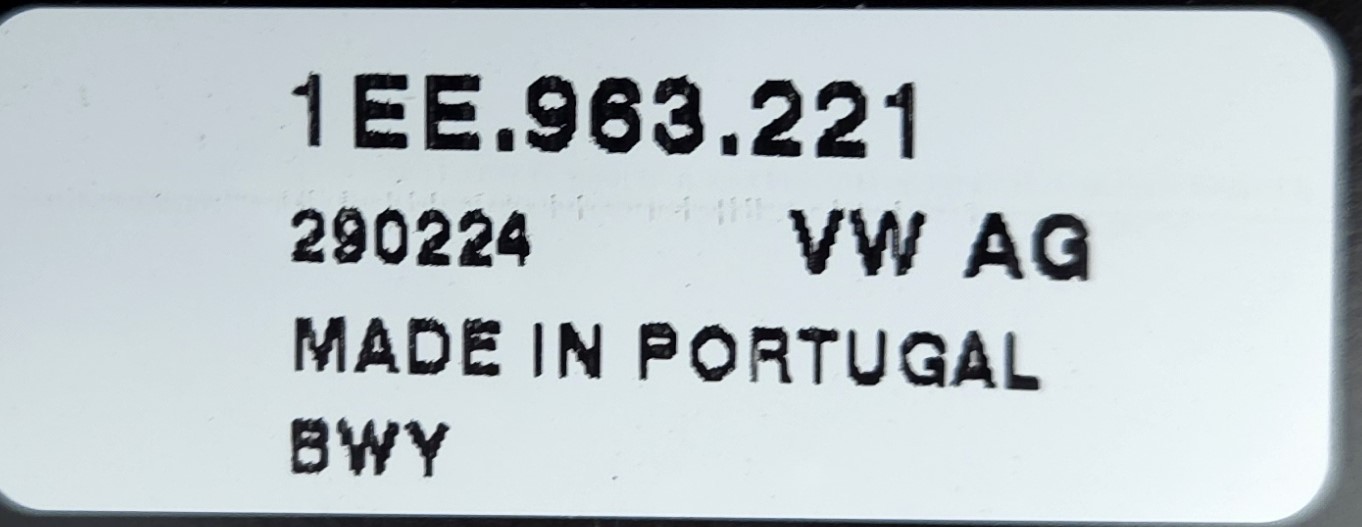 1EE.963.221
290224 VW AG
MADE IN PORTUGAL
BWY